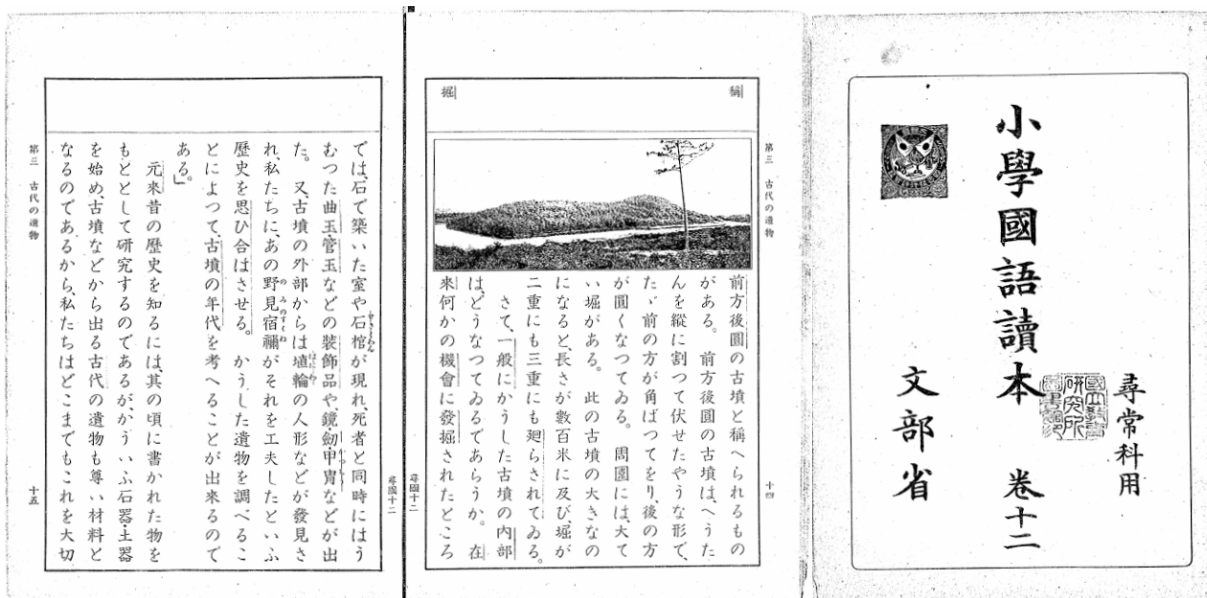 小學國語讀本 卷十二
尋常科用
文部省
稱
掘
第三 古代の遺物
十四
前方後圓の古墳と稱へられるもの
がある。 前方後圓の古墳は、へうた
んを縱に割つて伏せたやうな形で、
たゞ前の方が角ばつてをり、後の方
が圓くなつてゐる。 周圍には、大て
い堀がある。 此の古墳の大きなの
になると、長さが數百米に及び、堀が
二重にも三重にも廻らされてゐる。
さて、一般にかうした古墳の內部
は、どうなつてゐるであらうか。 在
來何かの機會に發掘されたところ
尋國十二
尋國十二
では、石で築いた室や石棺が現れ、死者と同時にはう
むつた曲玉・管玉などの裝飾品や、鏡・劒・甲冑などが出
た。 又、古墳の外部からは埴輪の人形などが發見さ
れ、私たちに、あの野見宿禰がそれを工夫したといふ
歷史を思ひ合はさせる。 かうした遺物を調べるこ
とによつて、古墳の年代を考へることが出來るので
ある。」
元來昔の歷史を知るには、其の頃に書かれた物を
もととして研究するのであるが、かういふ石器・土器
を始め、古墳などから出る古代の遺物も尊い材料と
なるのであるから、私たちはどこまでもこれを大切
第三 古代の遺物
十五